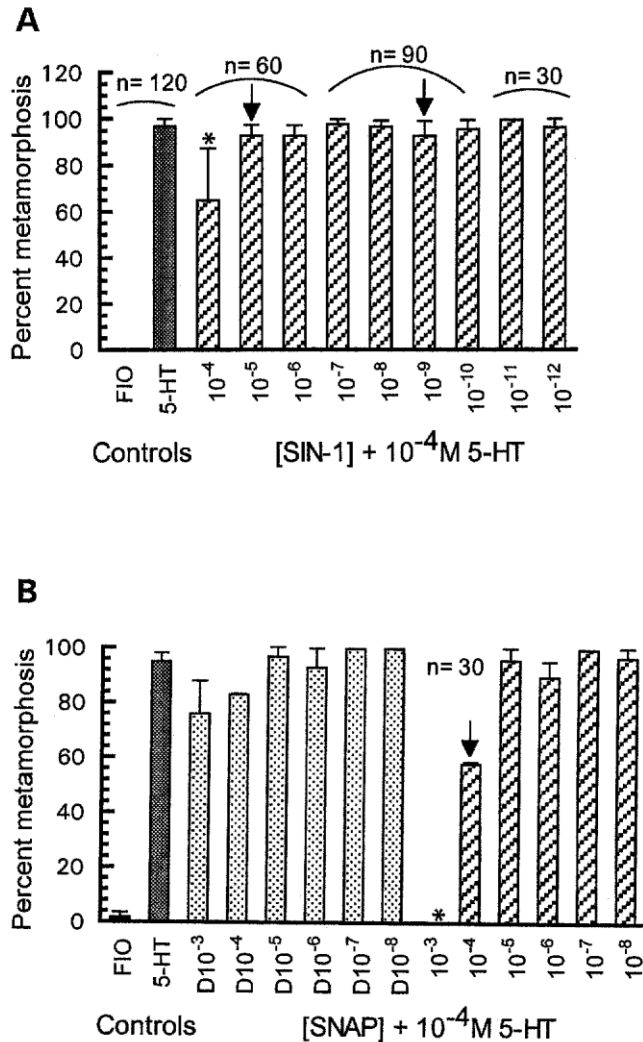 A
n= 120
n= 60
n= 90
n= 30
Percent metamorphosis
120
100
80
60
40
20
0
*
FIO
5-HT
10⁻⁴
10⁻⁵
10⁻⁶
10⁻⁷
10⁻⁸
10⁻⁹
10⁻¹⁰
10⁻¹¹
10⁻¹²
Controls
[SIN-1] + 10⁻⁴M 5-HT
B
Percent metamorphosis
100
80
60
40
20
0
n= 30
*
FIO
5-HT
D10⁻³
D10⁻⁴
D10⁻⁵
D10⁻⁶
D10⁻⁷
D10⁻⁸
10⁻³
10⁻⁴
10⁻⁵
10⁻⁶
10⁻⁷
10⁻⁸
Controls
[SNAP] + 10⁻⁴M 5-HT